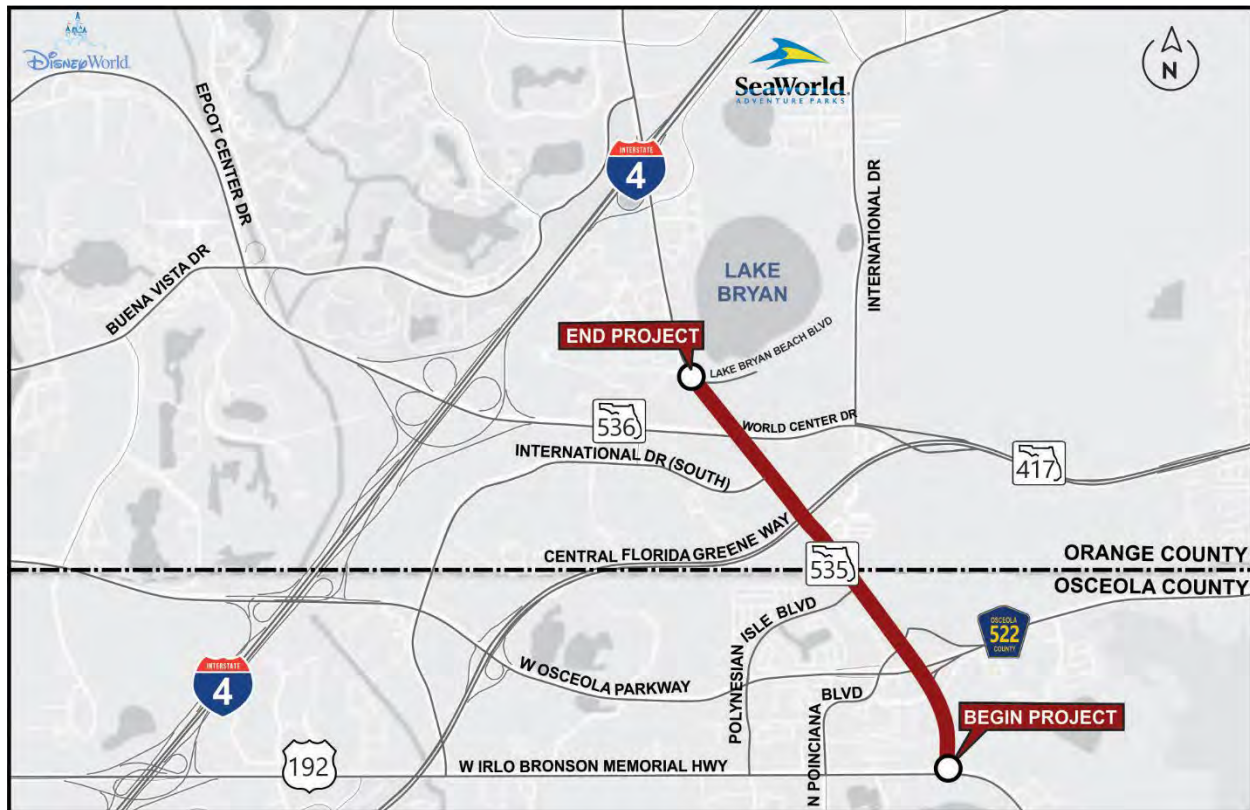 DISNEY World.
SeaWorld.
ADVENTURE PARKS
N
EPCOT CENTER DR
INTERSTATE
4
INTERNATIONAL DR
BUENA VISTA DR
LAKE
BRYAN
END PROJECT
LAKE BRYAN BEACH BLVD
536
WORLD CENTER DR
INTERNATIONAL DR (SOUTH)
417
CENTRAL FLORIDA GREENE WAY
535
ORANGE COUNTY
OSCEOLA COUNTY
POLYNESIAN ISLE BLVD
OSCEOLA
522
COUNTY
INTERSTATE
4
W OSCEOLA PARKWAY
N POINCIANA BLVD
BEGIN PROJECT
192
W IRLO BRONSON MEMORIAL HWY